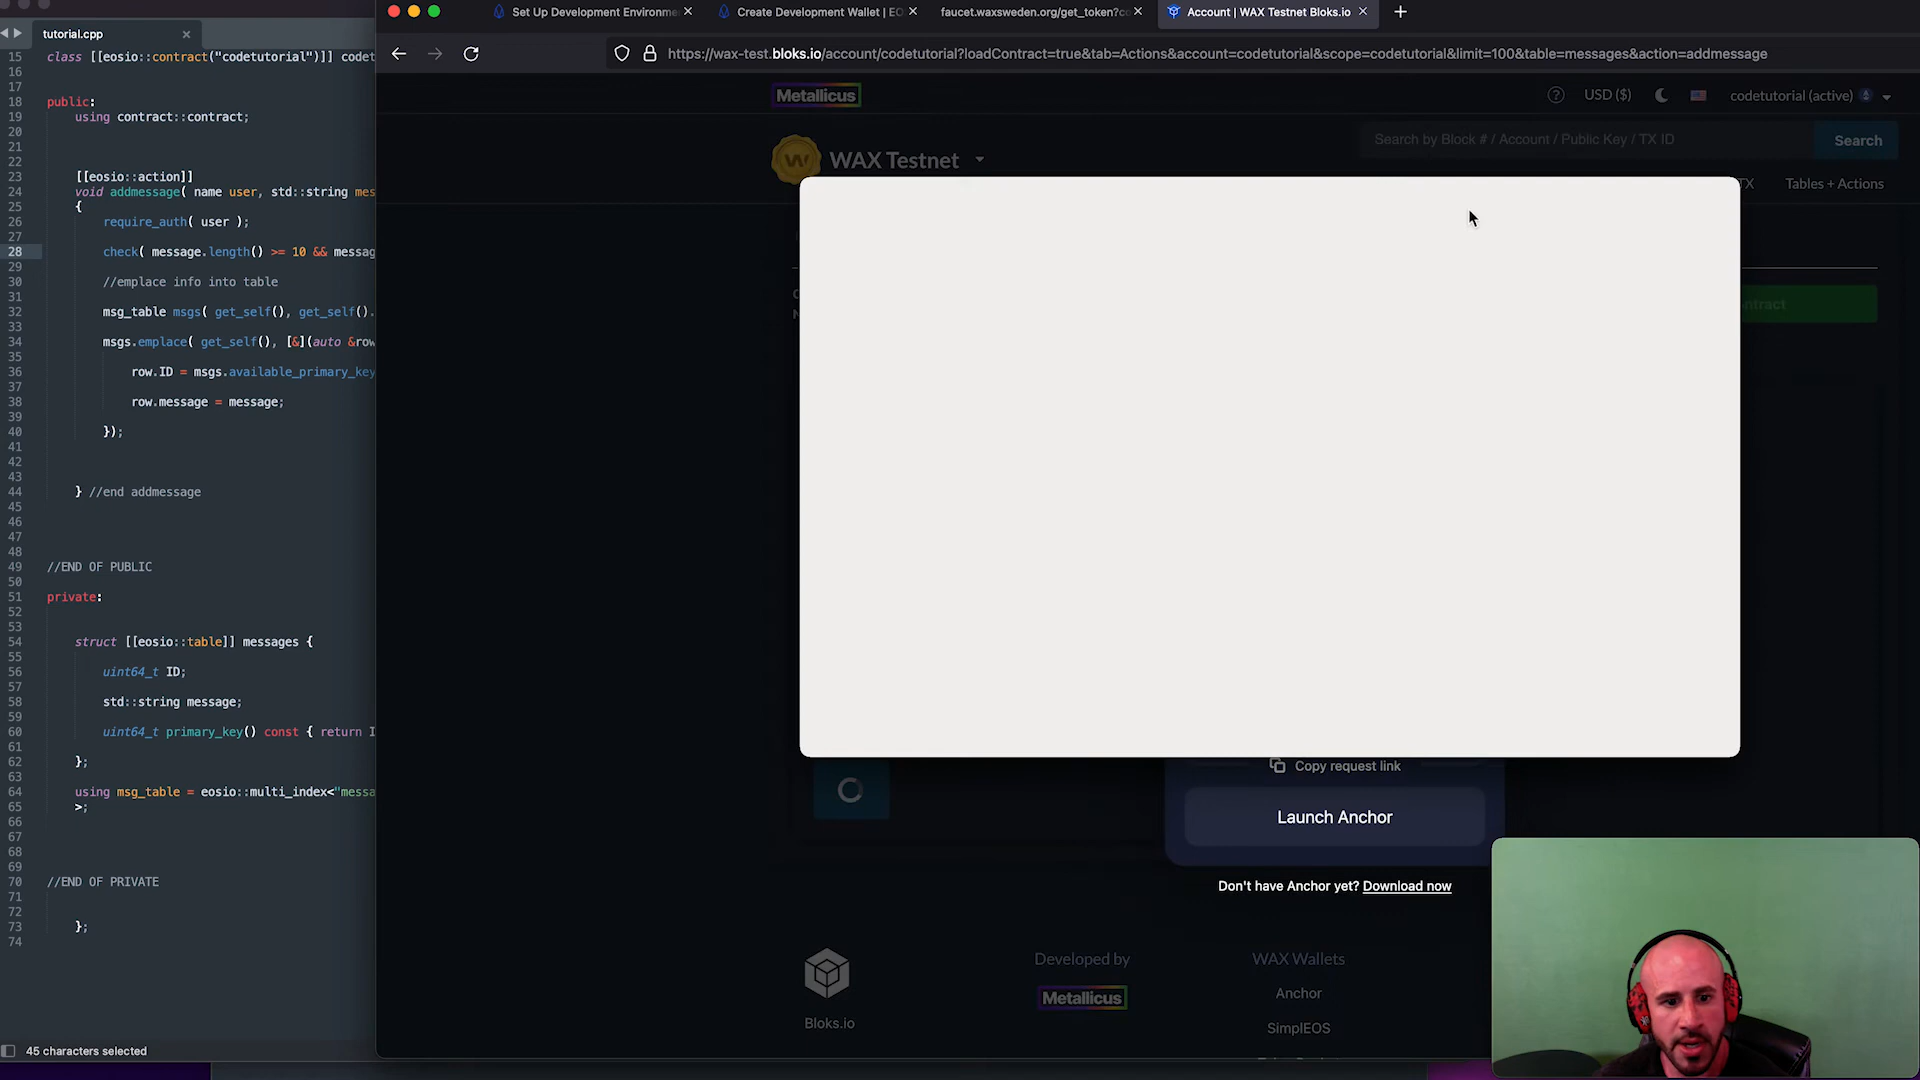 tutorial.cpp
15 class [[eosio::contract("codetutorial")]] codet
16
17
18 public:
19 using contract::contract;
20
21
22
23 [[eosio::action]]
24 void addmessage( name user, std::string mes
25 {
26 require_auth( user );
27
28 check( message.length() >= 10 && messag
29
30 //emplace info into table
31
32 msg_table msgs( get_self(), get_self().
33
34 msgs.emplace( get_self(), [&](auto &row
35
36 row.ID = msgs.available_primary_key
37
38 row.message = message;
39
40 });
41
42
43
44 } //end addmessage
45
46
47
48
49 //END OF PUBLIC
50
51 private:
52
53
54 struct [[eosio::table]] messages {
55
56 uint64_t ID;
57
58 std::string message;
59
60 uint64_t primary_key() const { return I
61
62 };
63
64 using msg_table = eosio::multi_index<"messa
65 >;
66
67
68
69
70 //END OF PRIVATE
71
72
73 };
74
45 characters selected
Set Up Development Environme
Create Development Wallet | EO
faucet.waxsweden.org/get_token?co
Account | WAX Testnet Bloks.io
https://wax-test.bloks.io/account/codetutorial?loadContract=true&tab=Actions&account=codetutorial&scope=codetutorial&limit=100&table=messages&action=addmessage
Metallicus
USD ($)
codetutorial (active)
WAX Testnet
Search by Block # / Account / Public Key / TX ID
Search
TX
Tables + Actions
ntract
Copy request link
Launch Anchor
Don't have Anchor yet? Download now
Bloks.io
Developed by
Metallicus
WAX Wallets
Anchor
SimplEOS